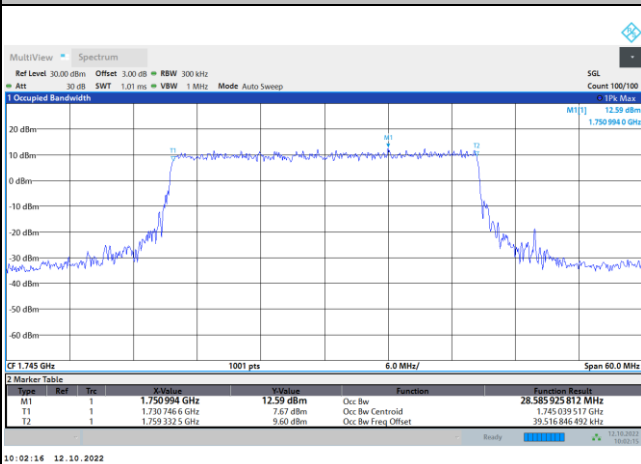 MultiView Spectrum
Ref Level 30.00 dBm Offset 3.00 dB RBW 300 kHz SGL
Att 30 dB SWT 1.01 ms VBW 1 MHz Mode Auto Sweep Count 100/100
1 Occupied Bandwidth 1Pk Max
M1[1] 12.59 dBm
1.750 994 0 GHz
20 dBm
M1
T1
T2
10 dBm
0 dBm
-10 dBm
-20 dBm
-30 dBm
-40 dBm
-50 dBm
-60 dBm
CF 1.745 GHz 1001 pts 6.0 MHz/ Span 60.0 MHz
2 Marker Table
Type Ref Trc X-Value Y-Value Function Function Result
M1 1 1.750 994 GHz 12.59 dBm Occ Bw 28.585 925 812 MHz
T1 1 1.730 746 6 GHz 7.67 dBm Occ Bw Centroid 1.745 039 517 GHz
T2 1 1.759 332 5 GHz 9.60 dBm Occ Bw Freq Offset 39.516 846 492 kHz
Ready 12.10.2022
10:02:15
10:02:16 12.10.2022